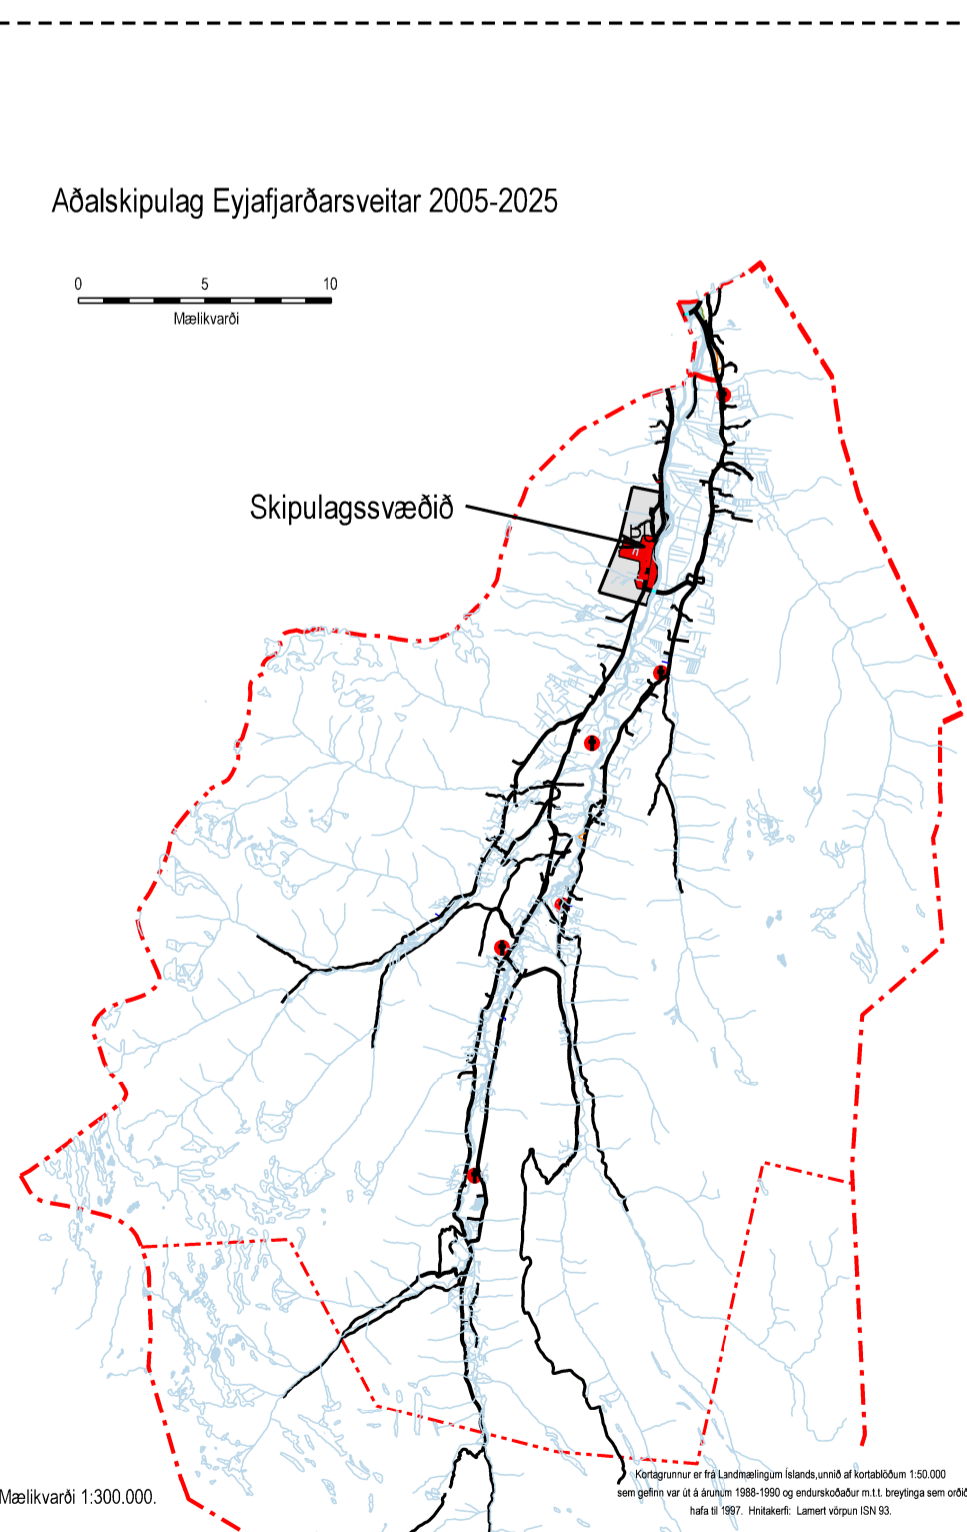 Aðalskipulag Eyjafjarðarsveitar 2005-2025
0 5 10
Mælikvarði
Skipulagssvæðið
Mælikvarði 1:300.000.
Kortagrunnur er frá Landmælingum Íslands,unnið af kortablöðum 1:50.000
sem gefinn var út á árunum 1988-1990 og endurskoðaður m.t.t. breytinga sem orðið
hafa til 1997. Hnitakerfi: Lamert vörpun ISN 93.